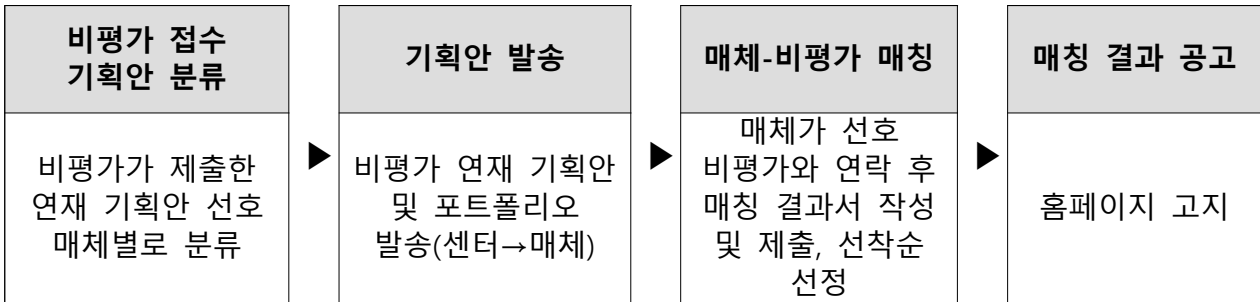 비평가 접수
기획안 분류
비평가가 제출한
연재 기획안 선호
매체별로 분류
▶
기획안 발송
비평가 연재 기획안
및 포트폴리오
발송(센터→매체)
▶
매체-비평가 매칭
매체가 선호
비평가와 연락 후
매칭 결과서 작성
및 제출, 선착순
선정
▶
매칭 결과 공고
홈페이지 고지